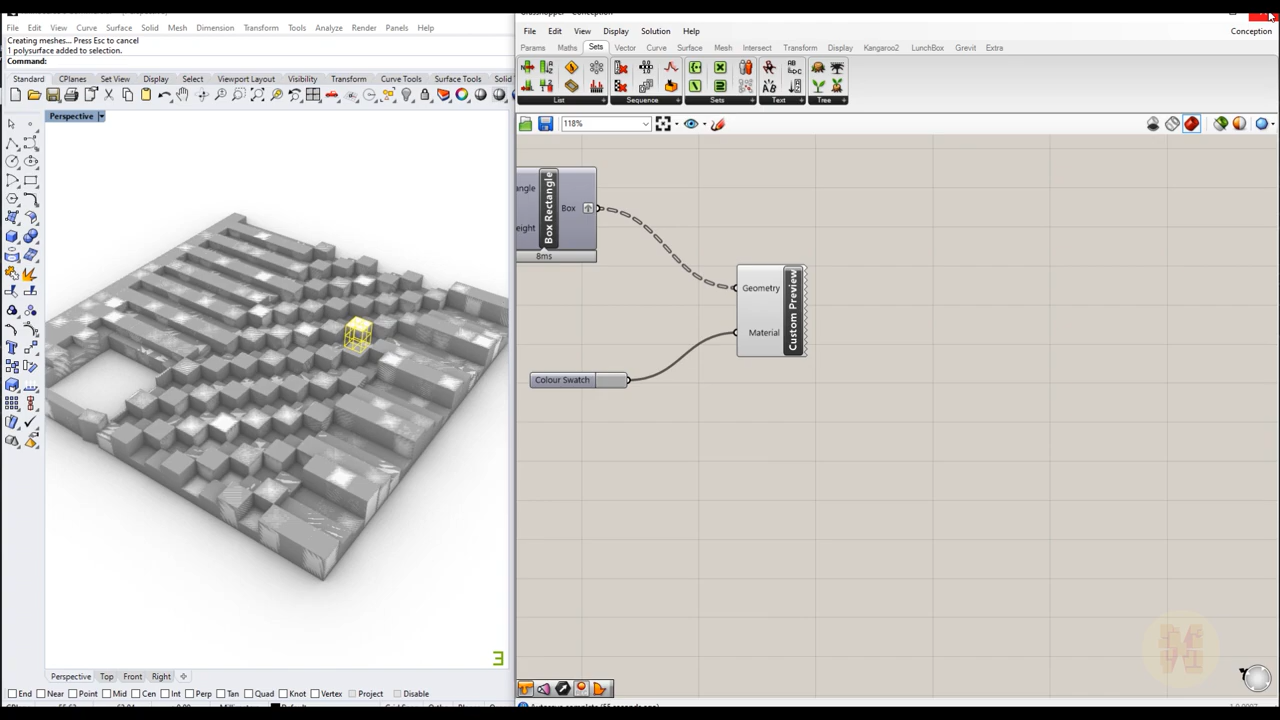 File Edit View Curve Surface Solid Mesh Dimension Transform Tools Analyze Render Panels Help
Creating meshes... Press Esc to cancel
1 polysurface added to selection.
Command:
Standard CPlanes Set View Display Select Viewport Layout Visibility Transform Curve Tools Surface Tools Solid
Perspective
3
Perspective Top Front Right
End Near Point Mid Cen Int Perp Tan Quad Knot Vertex Project Disable
File Edit View Display Solution Help
Conception
Params Maths Sets Vector Curve Surface Mesh Intersect Transform Display Kangaroo2 LunchBox Grevit Extra
List Sequence Sets Text Tree
118%
angle
Box
eight
Box Rectangle
8ms
Geometry
Material
Custom Preview
Colour Swatch